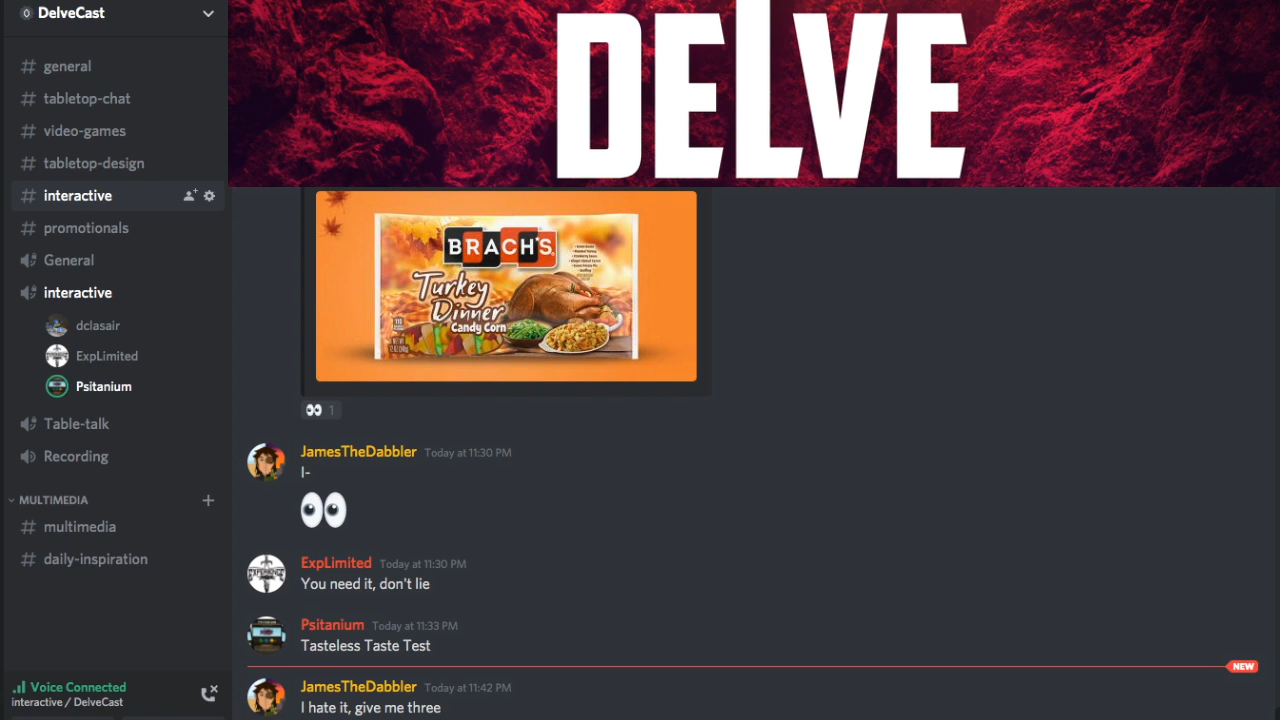 DelveCast
general
tabletop-chat
video-games
tabletop-design
interactive
promotionals
General
interactive
dclasair
ExpLimited
Psitanium
Table-talk
Recording
MULTIMEDIA
multimedia
daily-inspiration
Voice Connected
interactive / DelveCast
DELVE
BRACH'S
Turkey
Dinner
Candy Corn
1
JamesTheDabbler Today at 11:30 PM
I-
ExpLimited Today at 11:30 PM
You need it, don't lie
Psitanium Today at 11:33 PM
Tasteless Taste Test
NEW
JamesTheDabbler Today at 11:42 PM
I hate it, give me three